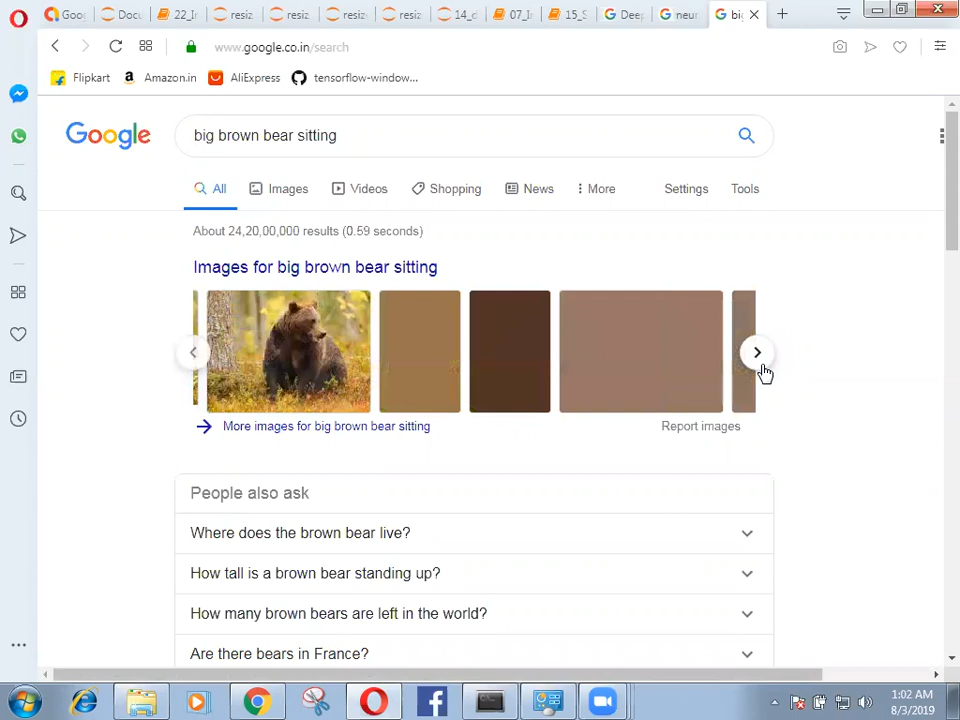 Goog
Docu
22_I
resiz
resiz
resiz
resiz
14_d
07_I
15_S
Deep
neur
big
www.google.co.in/search
Flipkart
Amazon.in
AliExpress
tensorflow-window...
Google
big brown bear sitting
All
Images
Videos
Shopping
News
More
Settings
Tools
About 24,20,00,000 results (0.59 seconds)
Images for big brown bear sitting
More images for big brown bear sitting
Report images
People also ask
Where does the brown bear live?
How tall is a brown bear standing up?
How many brown bears are left in the world?
Are there bears in France?
1:02 AM
8/3/2019